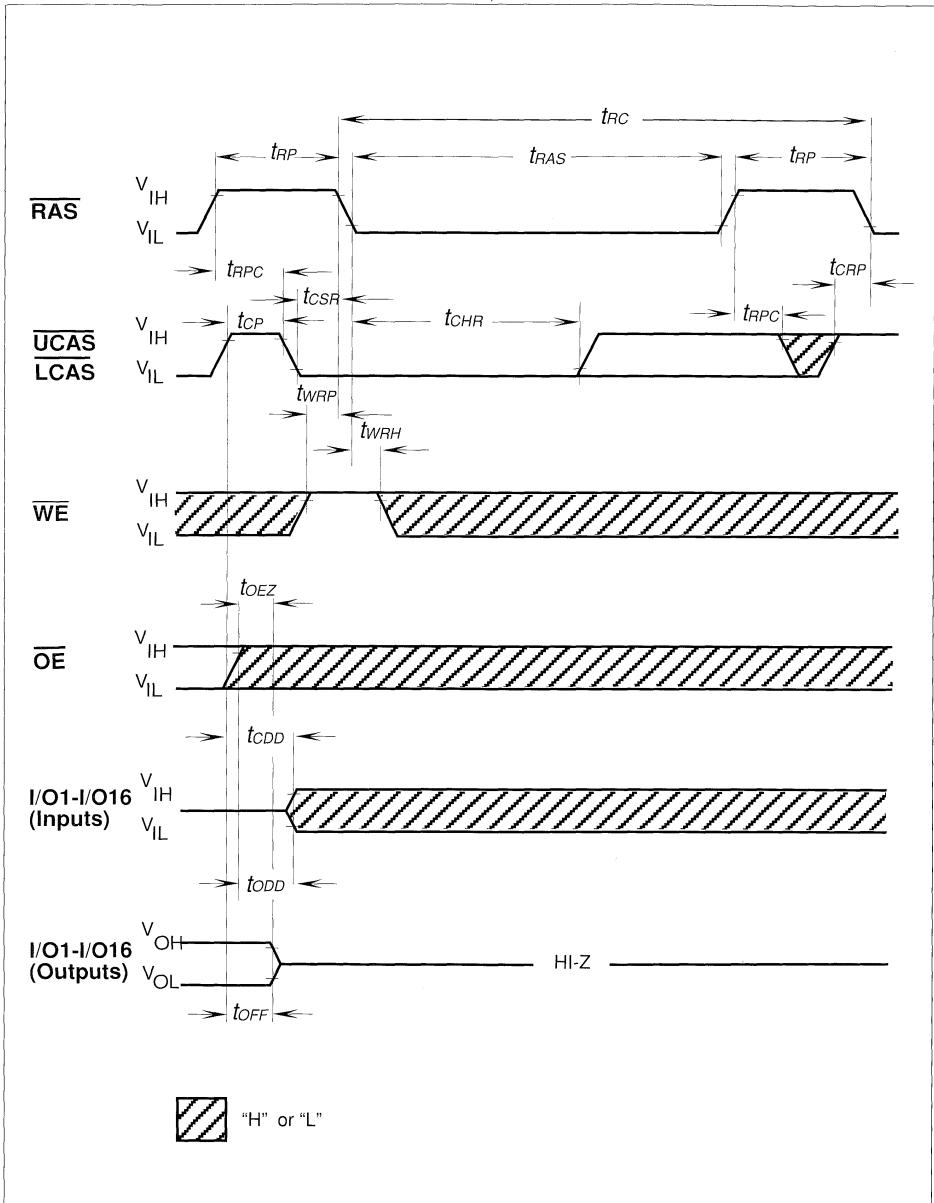 tRC
tRP tRAS tRP
RAS VIH
VIL
tRPC tCSR tCRP
tCP tCHR tRPC
UCAS VIH
LCAS VIL
tWRP
tWRH
WE VIH
VIL
tOEZ
OE VIH
VIL
tCDD
I/O1-I/O16 VIH
(Inputs) VIL
tODD
I/O1-I/O16 VOH
(Outputs) VOL
HI-Z
tOFF
“H” or “L”